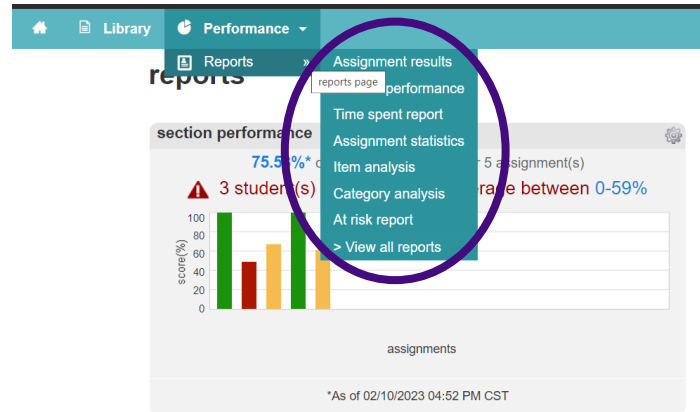 Library
Performance
Reports »
Assignment results
reports page
performance
Time spent report
Assignment statistics
Item analysis
Category analysis
At risk report
> View all reports
reports
section performance
75.5 %* 5 assignment(s)
3 student(s) between 0-59%
100
80
60
40
20
0
score(%)
assignments
*As of 02/10/2023 04:52 PM CST